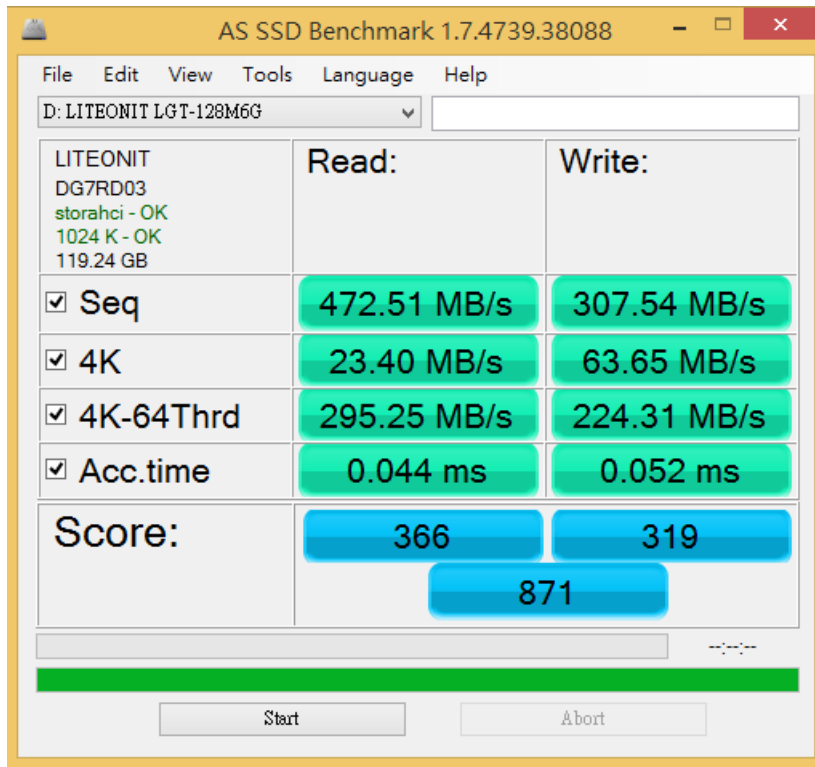 AS SSD Benchmark 1.7.4739.38088
File Edit View Tools Language Help
D: LITEONIT LGT-128M6G
LITEONIT
DG7RD03
storahci - OK
1024 K - OK
119.24 GB
Read: Write:
Seq 472.51 MB/s 307.54 MB/s
4K 23.40 MB/s 63.65 MB/s
4K-64Thrd 295.25 MB/s 224.31 MB/s
Acc.time 0.044 ms 0.052 ms
Score: 366 319
871
--:--:--
Start Abort